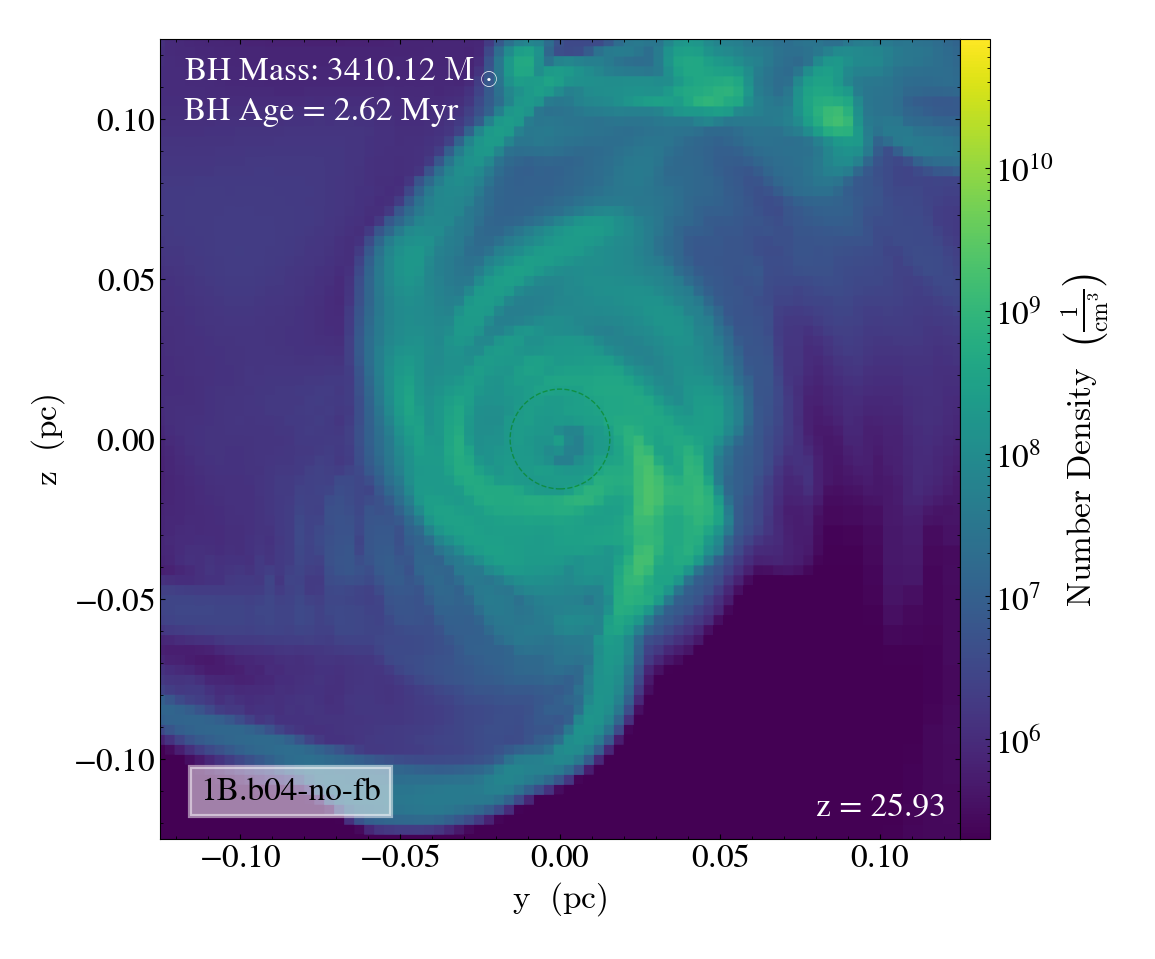 BH Mass: 3410.12 M☉
BH Age = 2.62 Myr
0.10
0.05
0.00
−0.05
−0.10
z (pc)
1B.b04-no-fb
z = 25.93
−0.10 −0.05 0.00 0.05 0.10
y (pc)
10¹⁰
10⁹
10⁸
10⁷
10⁶
Number Density (1/cm³)